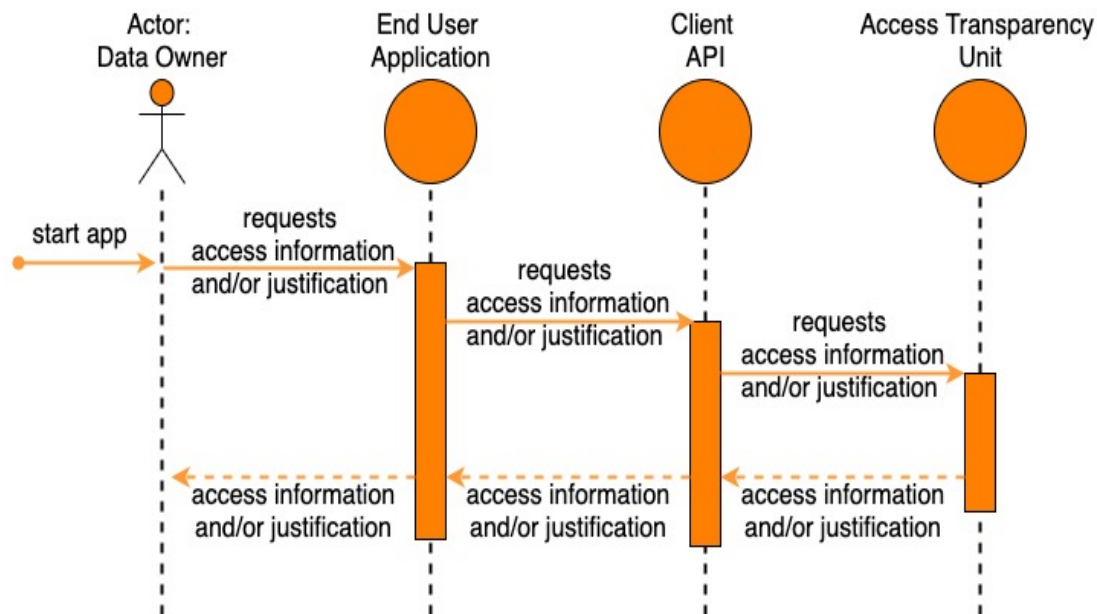 Actor:
Data Owner
End User
Application
Client
API
Access Transparency
Unit
start app
requests
access information
and/or justification
requests
access information
and/or justification
requests
access information
and/or justification
access information
and/or justification
access information
and/or justification
access information
and/or justification